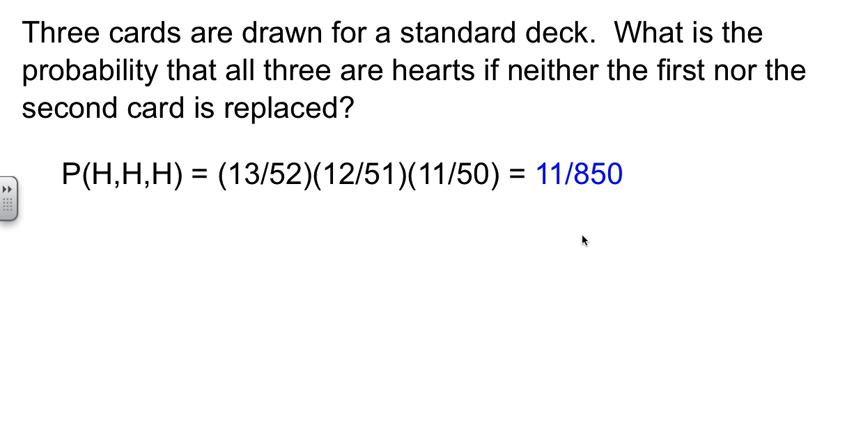 Three cards are drawn for a standard deck.  What is the
probability that all three are hearts if neither the first nor the
second card is replaced?
P(H,H,H) = (13/52)(12/51)(11/50) = 11/850